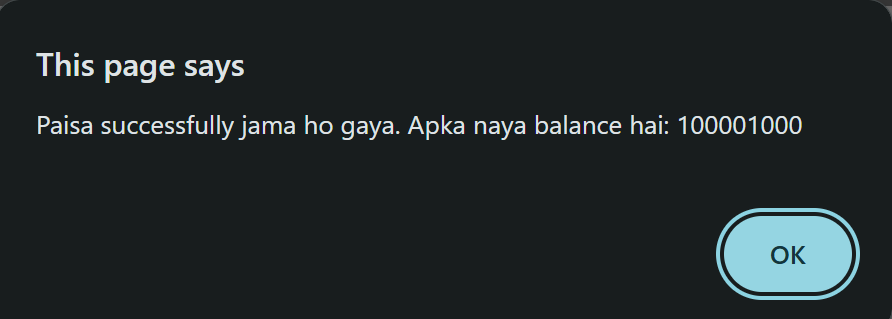 This page says
Paisa successfully jama ho gaya. Apka naya balance hai: 100001000
OK